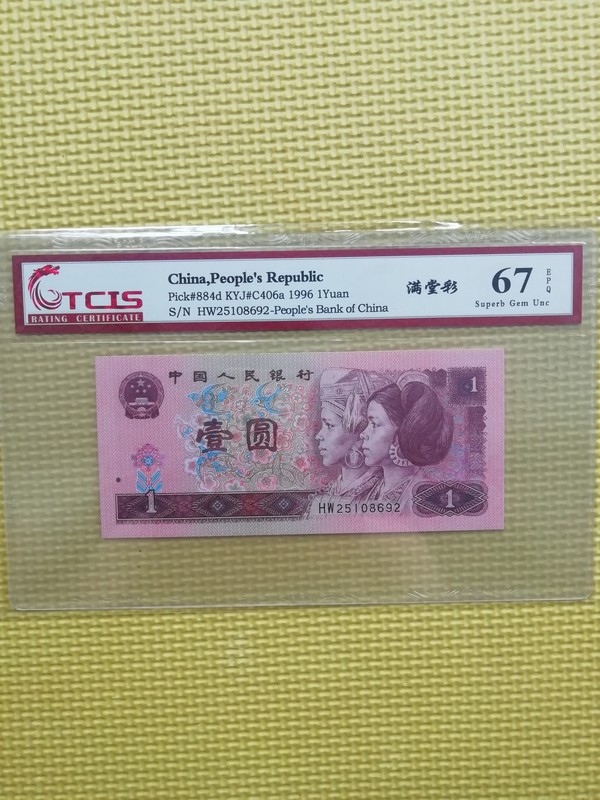 TCIS
RATING CERTIFICATE
China,People's Republic
Pick#884d KYJ#C406a 1996 1Yuan
S/N HW25108692-People's Bank of China
满堂彩
67
EPQ
Superb Gem Unc
中国人民银行
1
壹圆
1
1
HW25108692